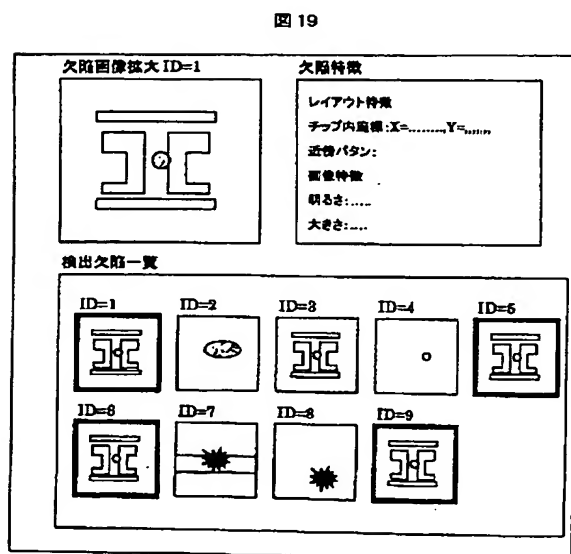 図19
欠陥画像拡大 ID=1
欠陥特徴
レイアウト特徴
チップ内座標:X=........,Y=,,,,,,,
近傍パタン:
画像特徴
明るさ:.....
大きさ:....
検出欠陥一覧
ID=1 ID=2 ID=3 ID=4 ID=5
ID=6 ID=7 ID=8 ID=9